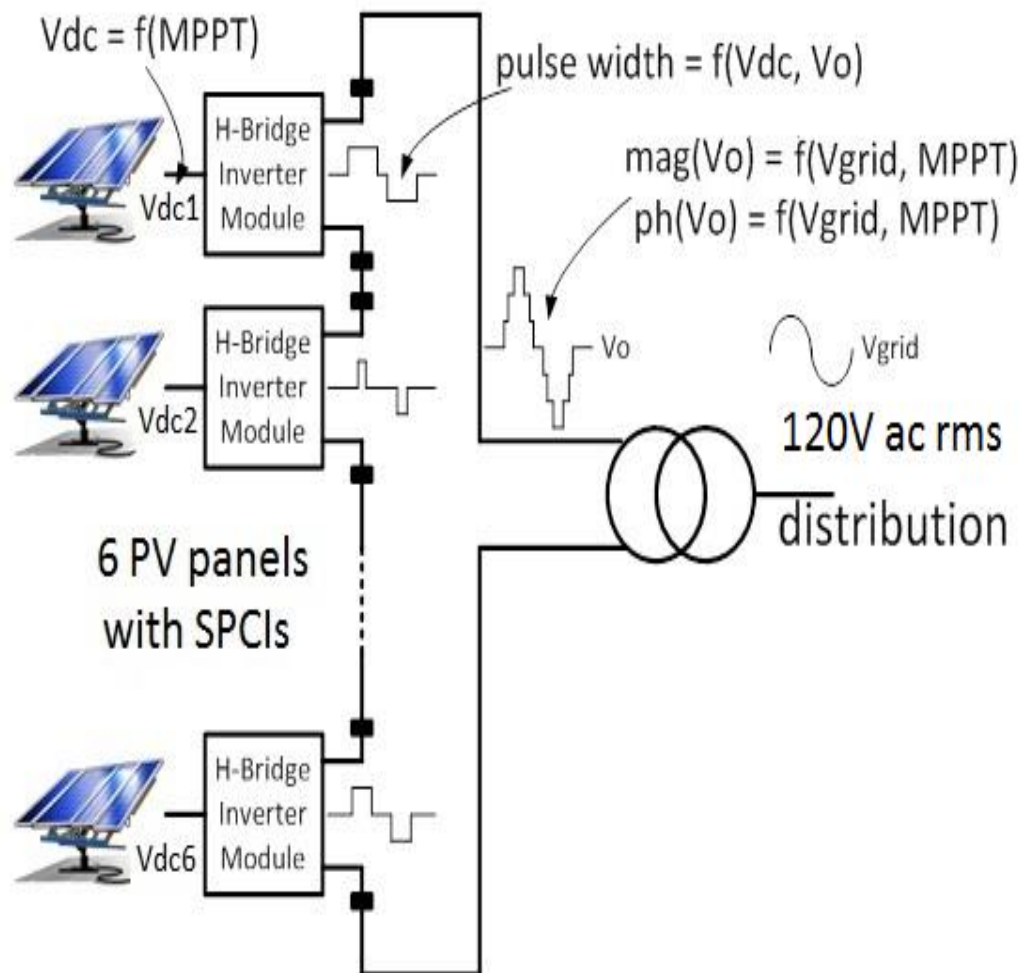 Vdc = f(MPPT)
pulse width = f(Vdc, Vo)
mag(Vo) = f(Vgrid, MPPT)
ph(Vo) = f(Vgrid, MPPT)
H-Bridge
Inverter
Module
Vdc1
H-Bridge
Inverter
Module
Vdc2
Vo
Vgrid
120V ac rms
distribution
6 PV panels
with SPCIs
H-Bridge
Inverter
Module
Vdc6